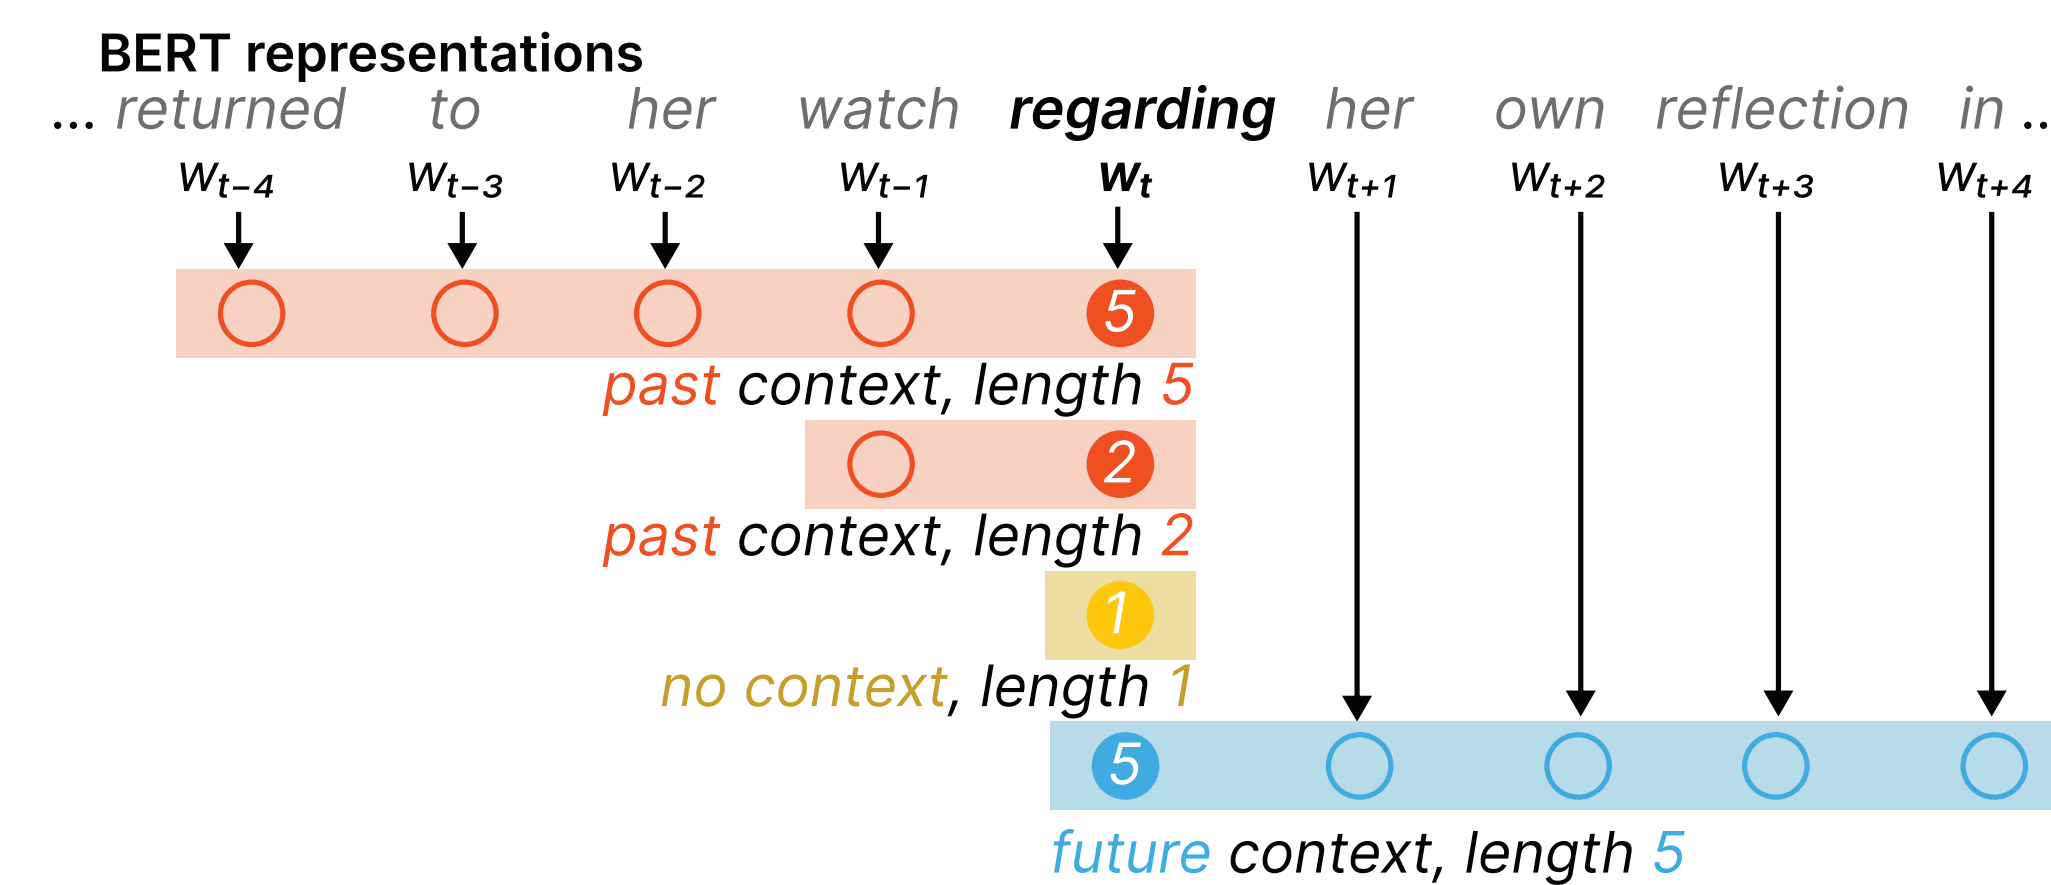 BERT representations
... returned to her watch regarding her own reflection in ..
wt−4 wt−3 wt−2 wt−1 wt wt+1 wt+2 wt+3 wt+4
5
past context, length 5
2
past context, length 2
1
no context, length 1
5
future context, length 5